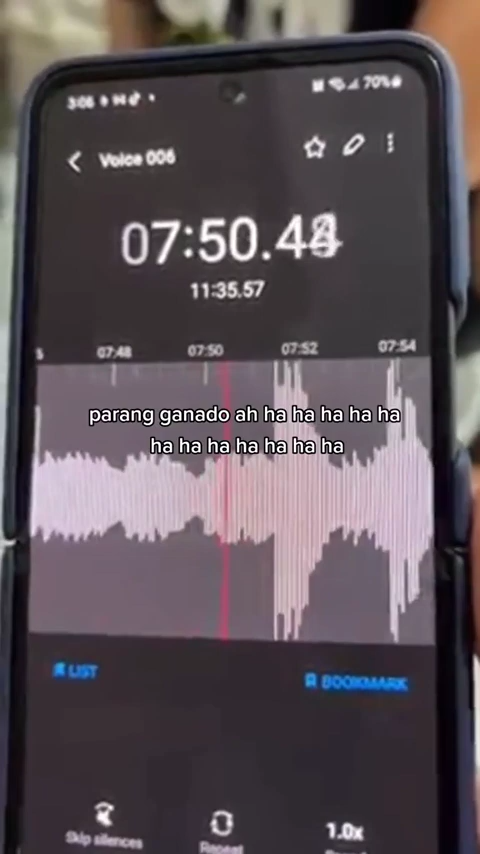 3:06
70%
Voice 006
07:50.4
11:35.57
07:48 07:50 07:52 07:54
parang ganado ah ha ha ha ha ha
ha ha ha ha ha ha ha
LIST
BOOKMARK
Skip silences
Repeat
1.0x